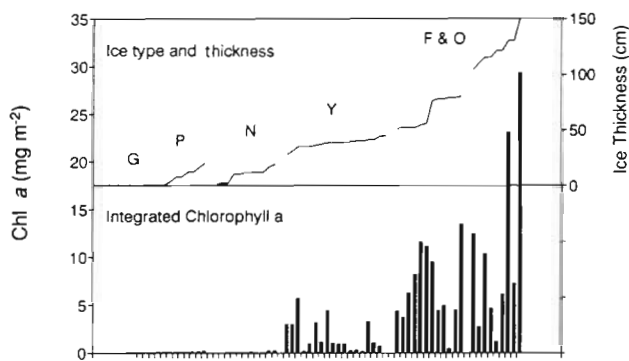 35
150
F & O
Ice type and thickness
30
Y
100
25
P
N
50
20
G
0
Chl a (mg m-2)
Ice Thickness (cm)
15
Integrated Chlorophyll a
10
5
0